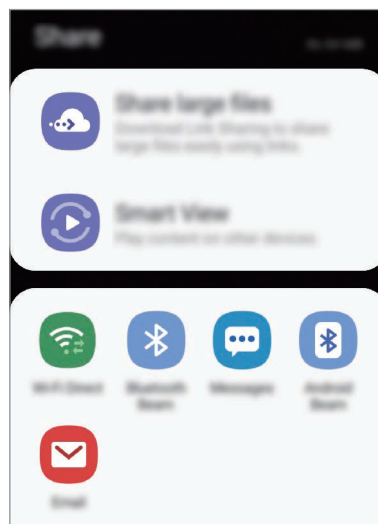 Share
Share large files
Download Link Sharing to share
large files easily using links.
Smart View
Play content on other devices.
Wi-Fi Direct
Bluetooth
Beam
Messages
Android
Beam
Email